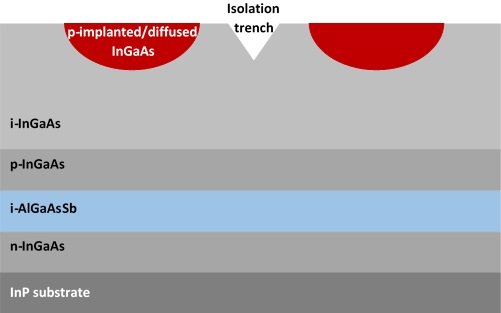 Isolation
trench
p-implanted/diffused
InGaAs
i-InGaAs
p-InGaAs
i-AlGaAsSb
n-InGaAs
InP substrate